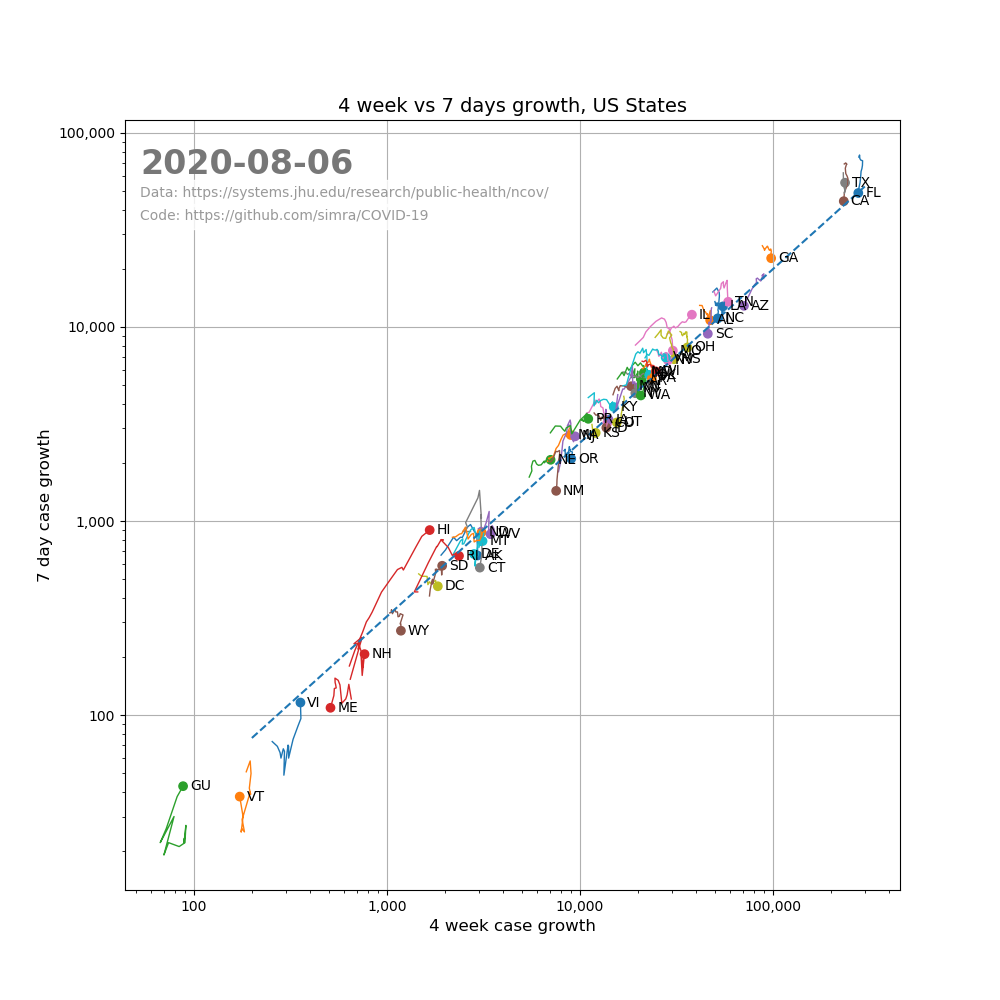 4 week vs 7 days growth, US States
100,000
2020-08-06
Data: https://systems.jhu.edu/research/public-health/ncov/
Code: https://github.com/simra/COVID-19
TX
FL
CA
GA
TN
LA
AZ
10,000
IL
AL
NC
SC
MO
OH
WA
KY
PR
KS
NE
OR
NM
1,000
HI
WV
MT
RI
DE
AK
SD
CT
DC
WY
NH
VI
ME
100
GU
VT
7 day case growth
100
1,000
10,000
100,000
4 week case growth